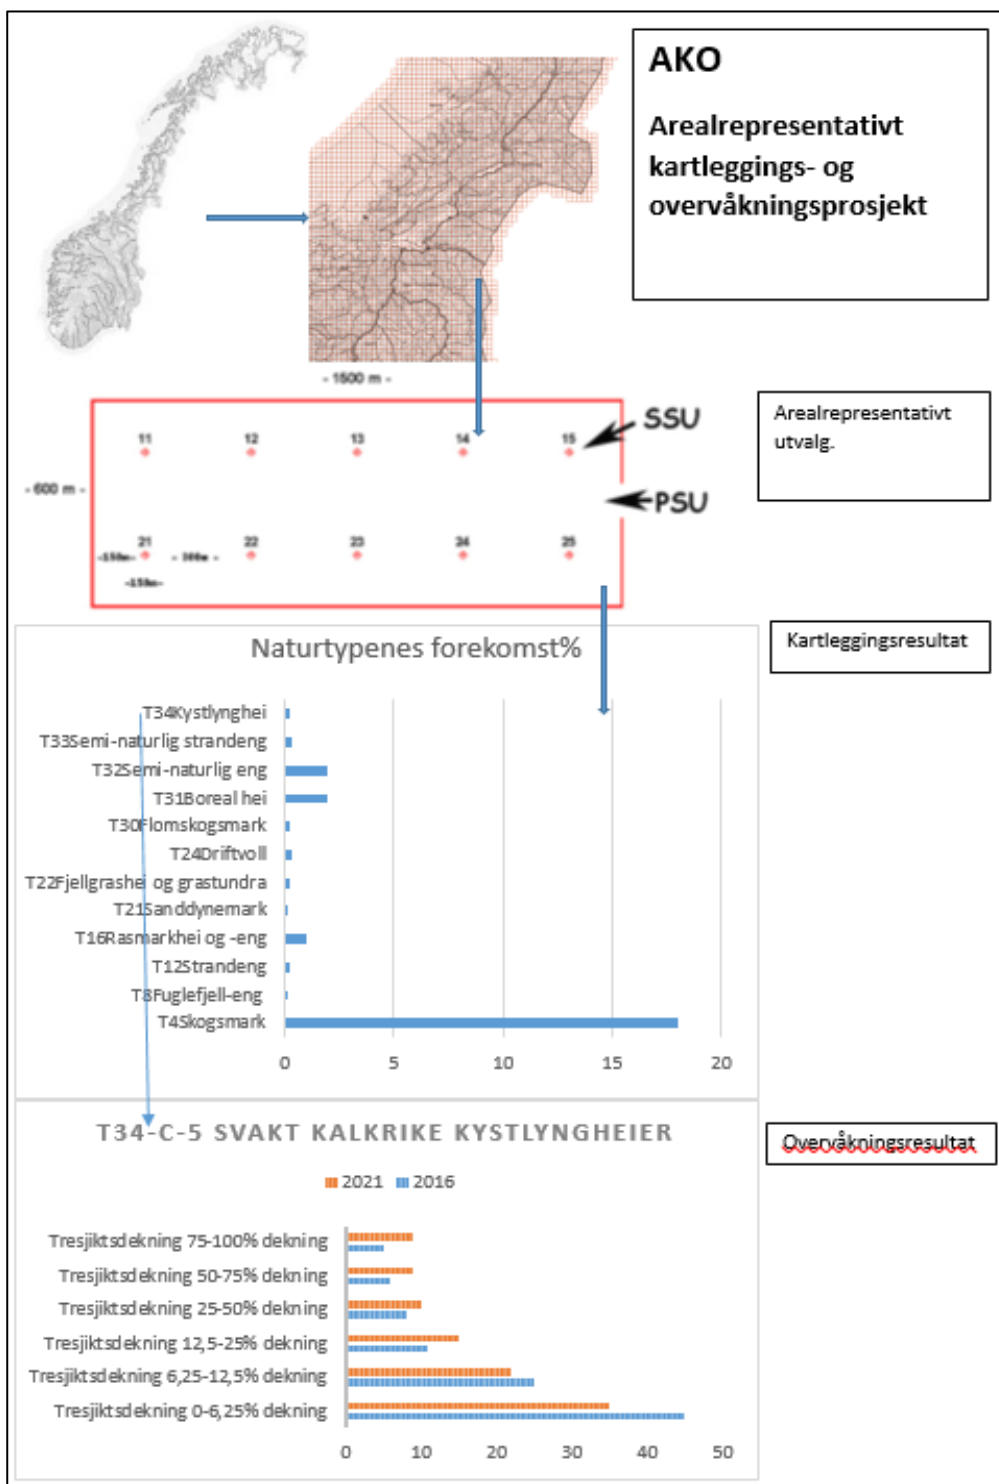 AKO
Arealrepresentativt
kartleggings- og
overvåkningsprosjekt
- 1500 m -
Arealrepresentativt
utvalg.
SSU
11 12 13 14 15
- 600 m -
PSU
21 22 23 24 25
-150m- - 300m -
-150m-
Kartleggingsresultat
Naturtypenes forekomst%
T34Kystlynghei
T33Semi-naturlig strandeng
T32Semi-naturlig eng
T31Boreal hei
T30Flomskogsmark
T24Driftvoll
T22Fjellgrashei og grastundra
T21Sanddynemark
T16Rasmarkhei og -eng
T12Strandeng
T8Fuglefjell-eng
T4Skogsmark
0 5 10 15 20
T34-C-5 SVAKT KALKRIKE KYSTLYNGHEIER
Overvåkningsresultat
2021 2016
Tresjiktsdekning 75-100% dekning
Tresjiktsdekning 50-75% dekning
Tresjiktsdekning 25-50% dekning
Tresjiktsdekning 12,5-25% dekning
Tresjiktsdekning 6,25-12,5% dekning
Tresjiktsdekning 0-6,25% dekning
0 10 20 30 40 50